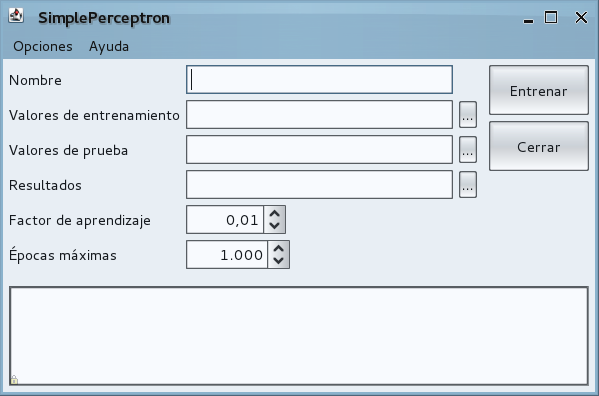 SimplePerceptron
Opciones Ayuda
Nombre
Entrenar
Valores de entrenamiento ...
Valores de prueba ...
Cerrar
Resultados ...
Factor de aprendizaje 0,01
Épocas máximas 1.000